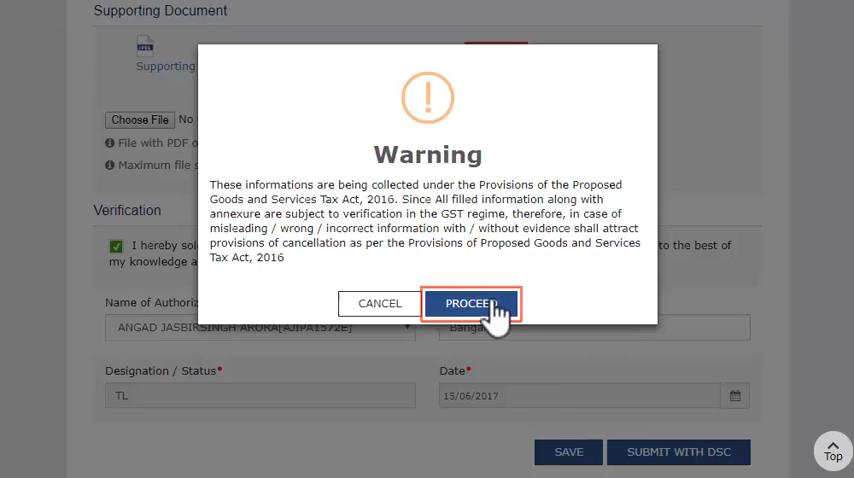 Supporting Document
JPEG
Supporting
Choose File No
File with PDF o
Maximum file s
Verification
I hereby sol
to the best of
my knowledge a
Name of Authoriz
ANGAD JASBIRSINGH ARORA[AJIPA1572E]
Banga
Designation / Status*
TL
Date*
15/06/2017
SAVE
SUBMIT WITH DSC
Top
Warning
These informations are being collected under the Provisions of the Proposed
Goods and Services Tax Act, 2016. Since All filled information along with
annexure are subject to verification in the GST regime, therefore, in case of
misleading / wrong / incorrect information with / without evidence shall attract
provisions of cancellation as per the Provisions of Proposed Goods and Services
Tax Act, 2016
CANCEL
PROCEED